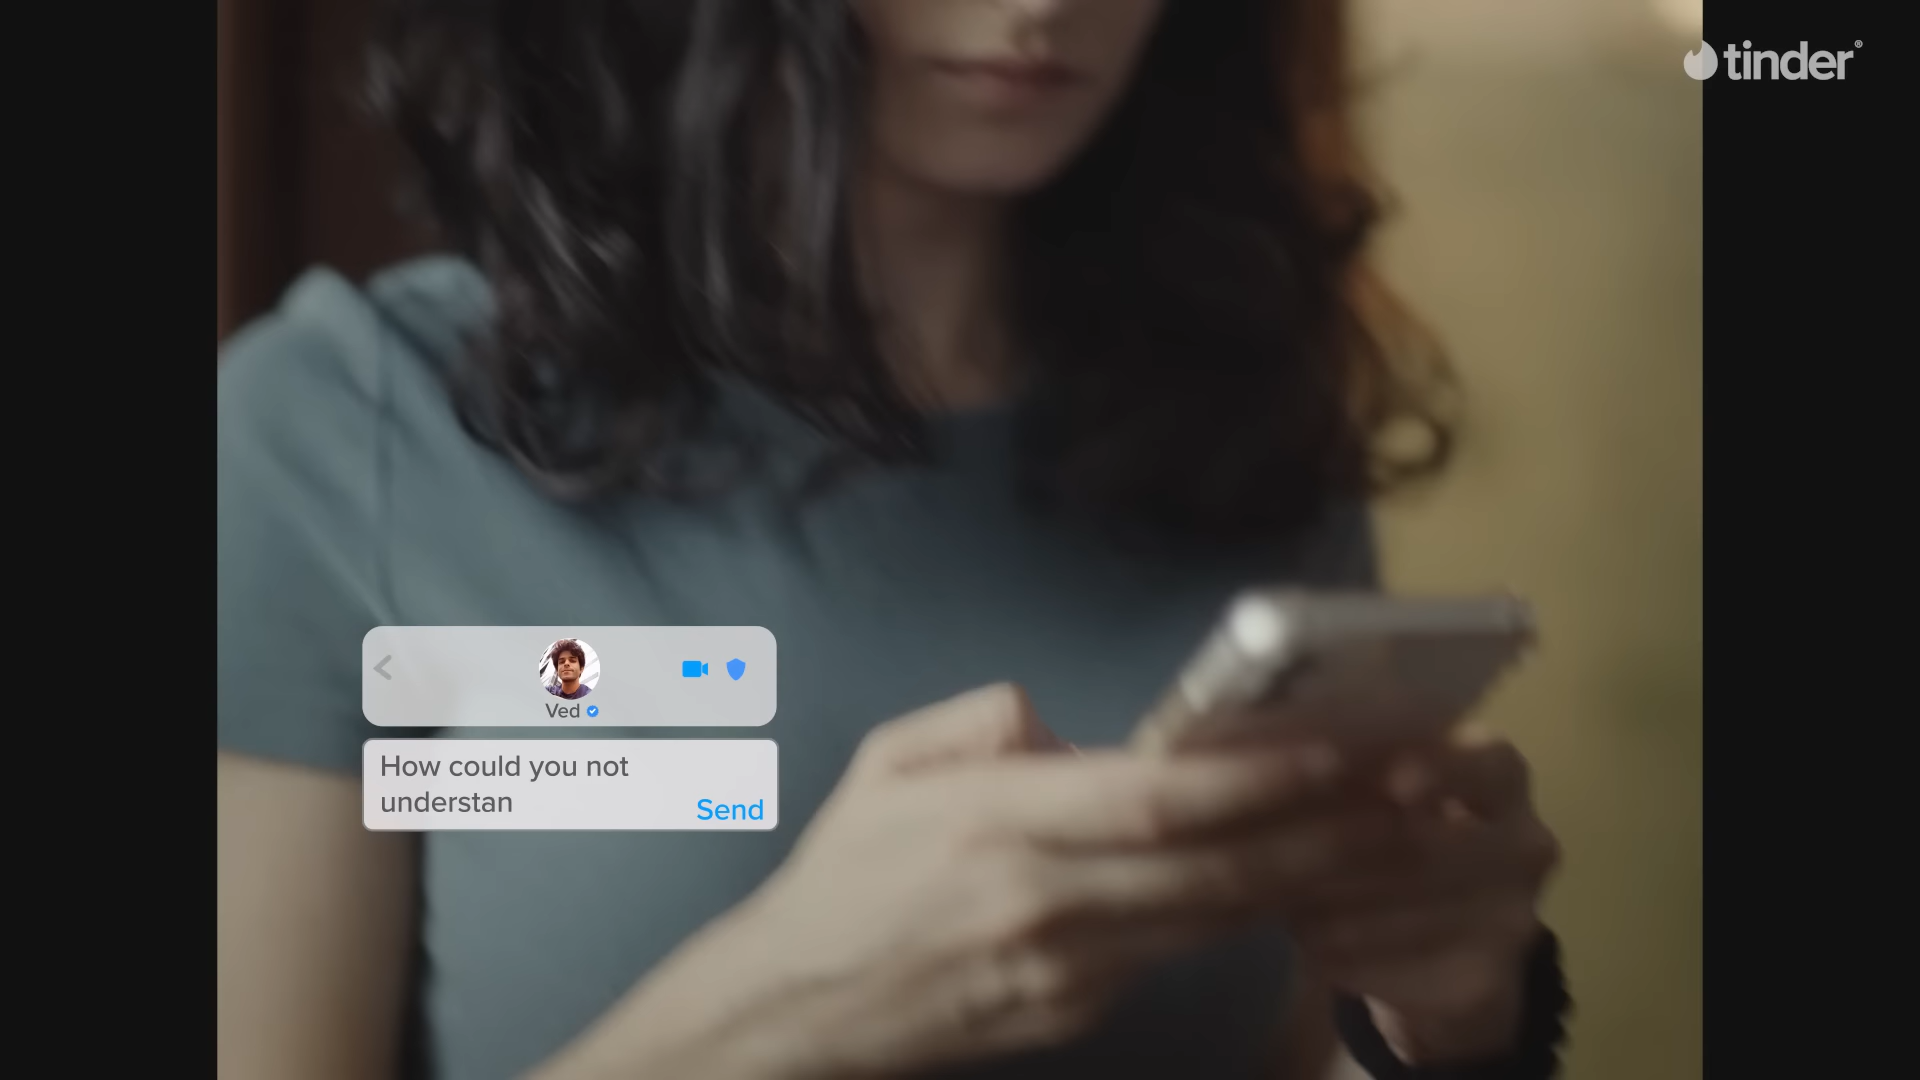 tinder®
Ved
How could you not
understan
Send